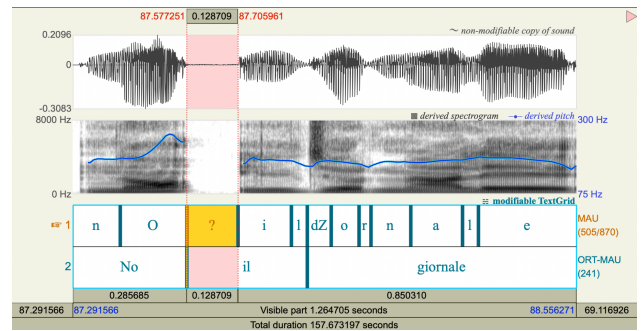 87.577251 0.128709 87.705961
0.2096 ~ non-modifiable copy of sound
0
-0.3083
8000 Hz derived spectrogram derived pitch 300 Hz
0 Hz 75 Hz
modifiable TextGrid
1 n O ? i l dZ o r n a l e MAU
(505/870)
2 No il giornale ORT-MAU
(241)
0.285685 0.128709 0.850310
87.291566 87.291566 Visible part 1.264705 seconds 88.556271 69.116926
Total duration 157.673197 seconds